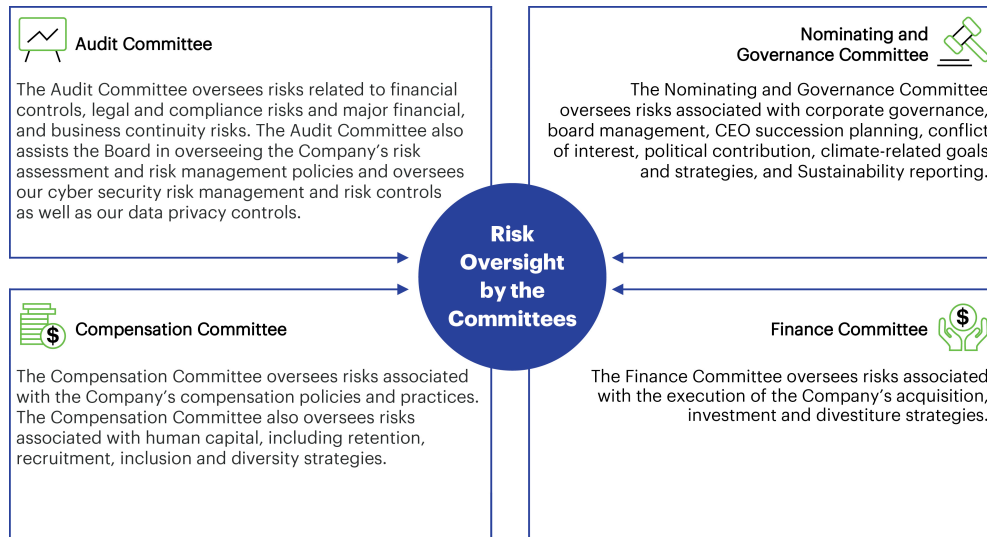 Audit Committee
The Audit Committee oversees risks related to financial
controls, legal and compliance risks and major financial,
and business continuity risks. The Audit Committee also
assists the Board in overseeing the Company’s risk
assessment and risk management policies and oversees
our cyber security risk management and risk controls
as well as our data privacy controls.
Nominating and
Governance Committee
The Nominating and Governance Committee
oversees risks associated with corporate governance,
board management, CEO succession planning, conflict
of interest, political contribution, climate-related goals
and strategies, and Sustainability reporting.
Risk
Oversight
by the
Committees
$
Compensation Committee
The Compensation Committee oversees risks associated
with the Company’s compensation policies and practices.
The Compensation Committee also oversees risks
associated with human capital, including retention,
recruitment, inclusion and diversity strategies.
Finance Committee
$
The Finance Committee oversees risks associated
with the execution of the Company’s acquisition,
investment and divestiture strategies.